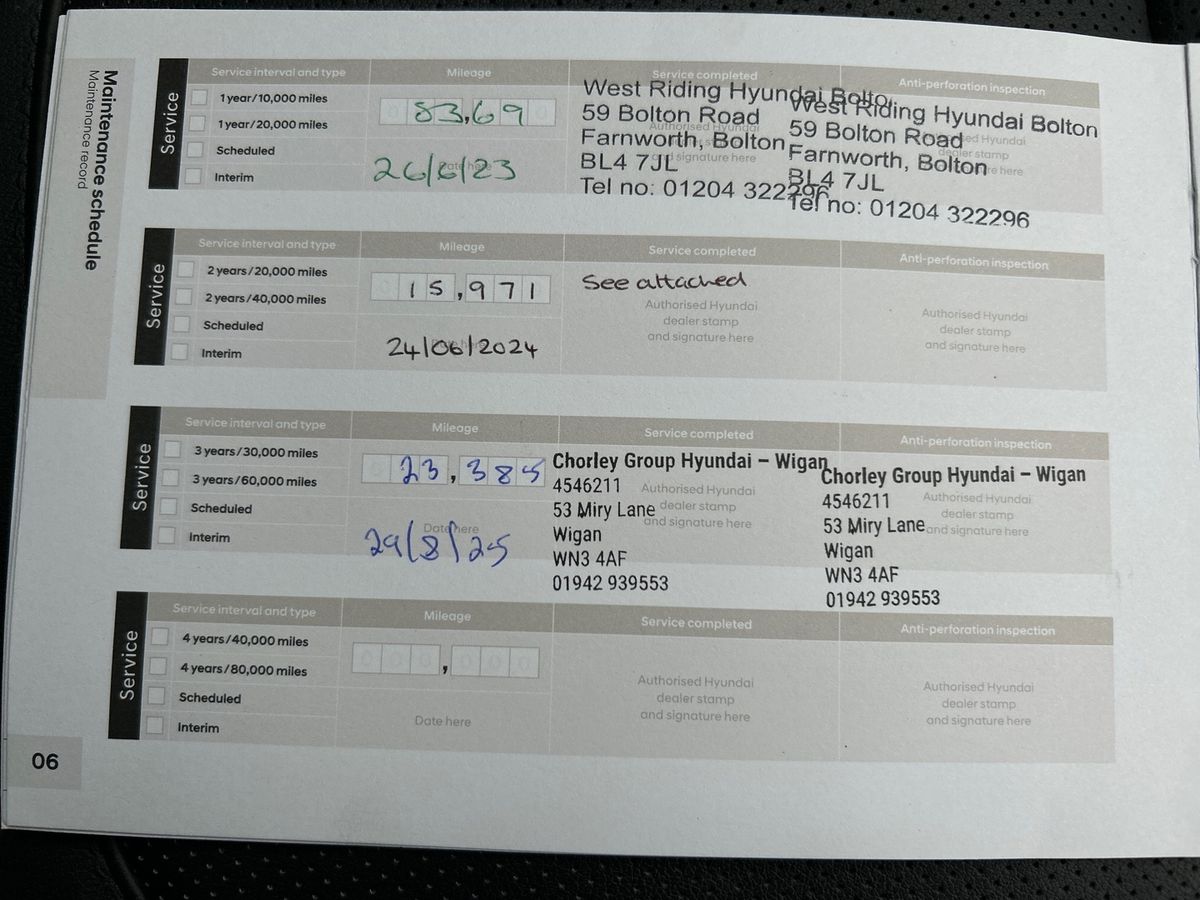 Maintenance schedule
Maintenance record
Service
Service interval and type
Mileage
Service completed
Anti-perforation inspection
1 year/10,000 miles
1 year/20,000 miles
Scheduled
Interim
83,69
26/6/23
West Riding Hyundai Bolto
59 Bolton Road
Farnworth, Bolton
BL4 7JL
Tel no: 01204 322296
West Riding Hyundai Bolton
59 Bolton Road
Farnworth, Bolton
BL4 7JL
Tel no: 01204 322296
Service
Service interval and type
Mileage
Service completed
Anti-perforation inspection
2 years/20,000 miles
2 years/40,000 miles
Scheduled
Interim
15,971
24/06/2024
See attached
Authorised Hyundai
dealer stamp
and signature here
Authorised Hyundai
dealer stamp
and signature here
Service
Service interval and type
Mileage
Service completed
Anti-perforation inspection
3 years/30,000 miles
3 years/60,000 miles
Scheduled
Interim
23,385
Date here
29/8/25
Chorley Group Hyundai – Wigan
4546211
53 Miry Lane
Wigan
WN3 4AF
01942 939553
Authorised Hyundai
dealer stamp
and signature here
Chorley Group Hyundai – Wigan
4546211
53 Miry Lane
Wigan
WN3 4AF
01942 939553
Authorised Hyundai
dealer stamp
and signature here
Service
Service interval and type
Mileage
Service completed
Anti-perforation inspection
4 years/40,000 miles
4 years/80,000 miles
Scheduled
Interim
000,000
Date here
Authorised Hyundai
dealer stamp
and signature here
Authorised Hyundai
dealer stamp
and signature here
06